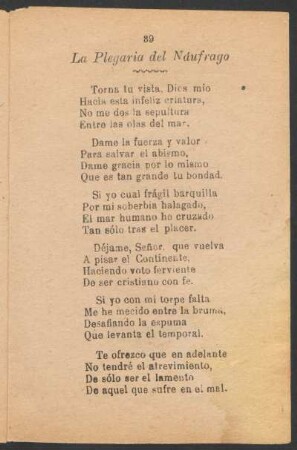 39
La Plegaria del Náufrago
Torna tu vista, Dios mío
Hacia esta infeliz criatura,
No me dos la sepultura
Entre las olas del mar.
Dame la fuerza y valor
Para salvar el abismo,
Dame gracia por lo mismo
Que es tan grande tu bondad.
Si yo cual frágil barquilla
Por mi soberbia halagado,
El mar humano ho cruzado
Tan sólo tras el placer.
Déjame, Señor, que vuelva
A pisar el Continente,
Haciendo voto ferviente
De ser cristiano con fe.
Si yo con mi torpe falta
Me he mecido entre la bruma,
Desafiando la espuma
Que levanta el temporal.
Te ofrezco que en adelante
No tendré el atrevimiento,
De sólo ser el lamento
De aquel que sufre en el mal.